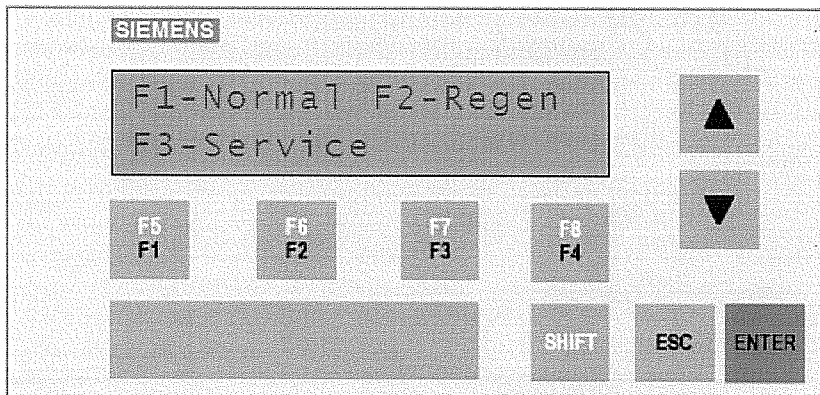 SIEMENS
F1-Normal F2-Regen
F3-Service
F5 F6 F7 F8
F1 F2 F3 F4
SHIFT ESC ENTER